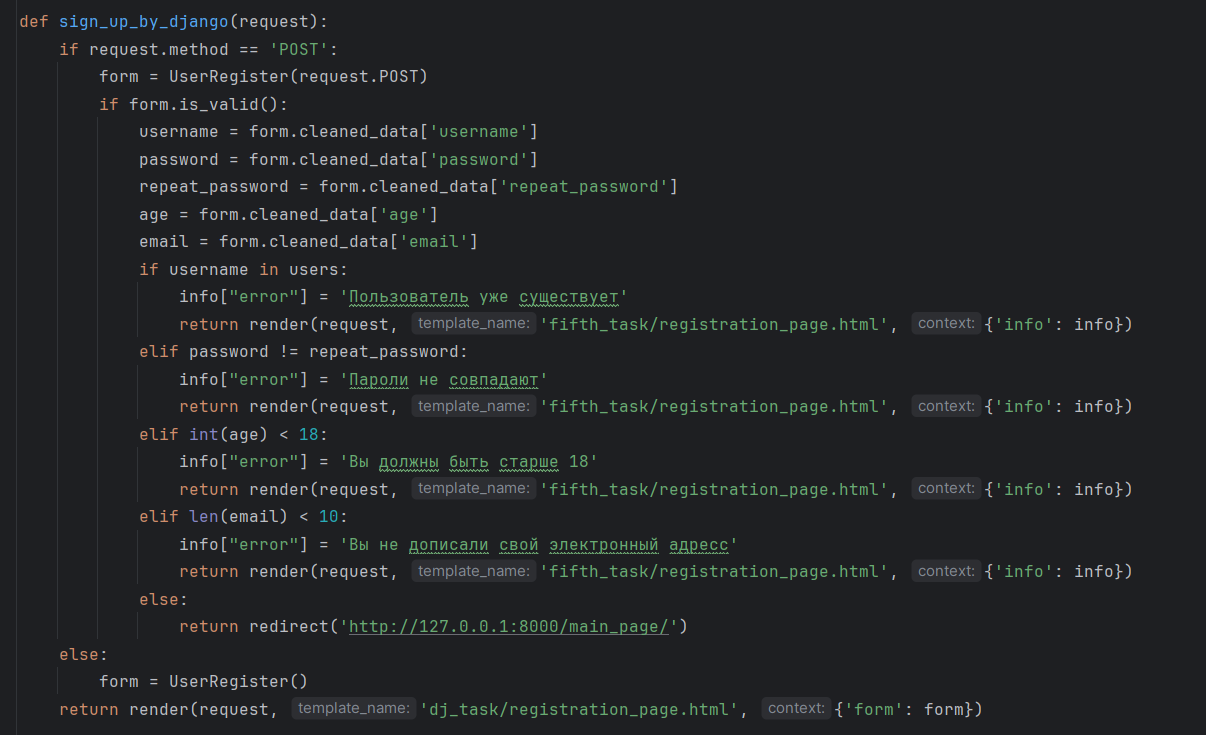 def sign_up_by_django(request):
    if request.method == 'POST':
        form = UserRegister(request.POST)
        if form.is_valid():
            username = form.cleaned_data['username']
            password = form.cleaned_data['password']
            repeat_password = form.cleaned_data['repeat_password']
            age = form.cleaned_data['age']
            email = form.cleaned_data['email']
            if username in users:
                info["error"] = 'Пользователь уже существует'
                return render(request, template_name: 'fifth_task/registration_page.html', context: {'info': info})
            elif password != repeat_password:
                info["error"] = 'Пароли не совпадают'
                return render(request, template_name: 'fifth_task/registration_page.html', context: {'info': info})
            elif int(age) < 18:
                info["error"] = 'Вы должны быть старше 18'
                return render(request, template_name: 'fifth_task/registration_page.html', context: {'info': info})
            elif len(email) < 10:
                info["error"] = 'Вы не дописали свой электронный адресс'
                return render(request, template_name: 'fifth_task/registration_page.html', context: {'info': info})
            else:
                return redirect('http://127.0.0.1:8000/main_page/')
    else:
        form = UserRegister()
    return render(request, template_name: 'dj_task/registration_page.html', context: {'form': form})